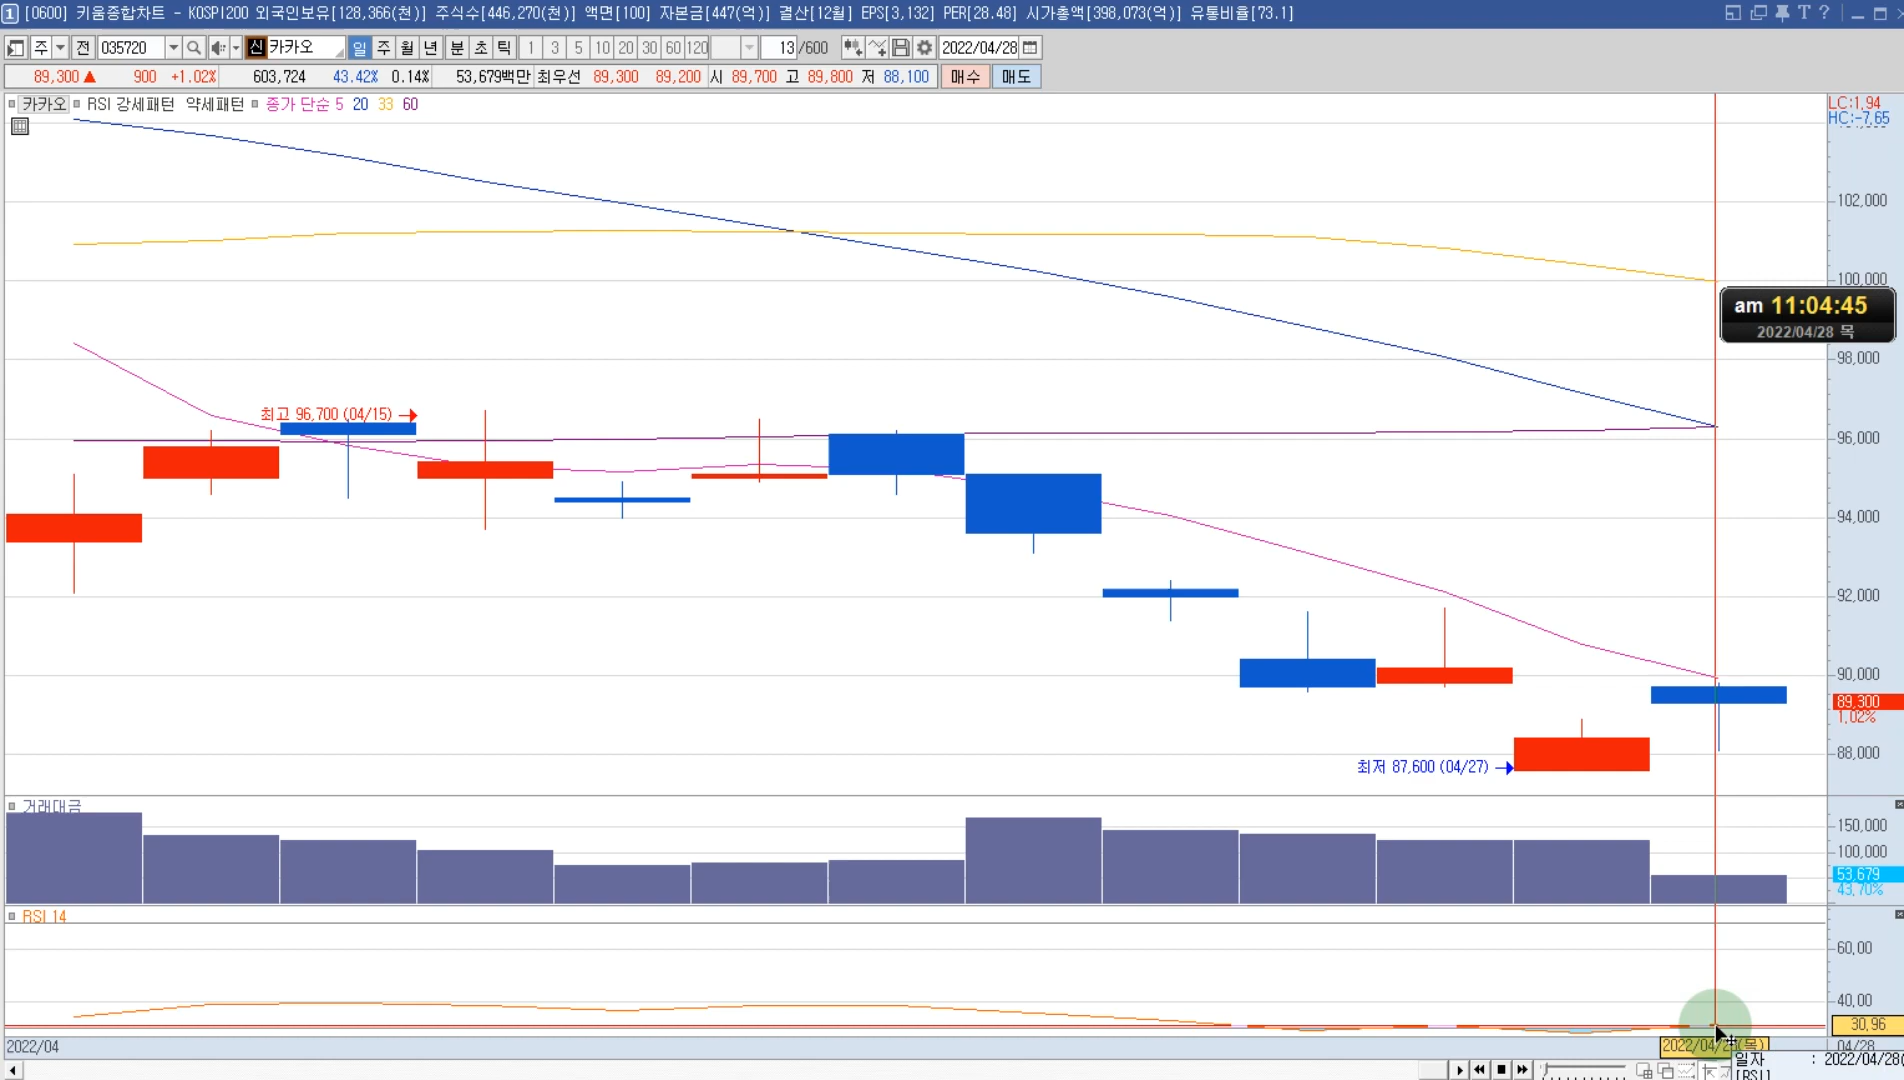 1 [0600] 키움종합차트 - KOSPI200 외국인보유[128,366(천)] 주식수[446,270(천)] 액면[100] 자본금[447(억)] 결산[12월] EPS[3,132] PER[28.48] 시가총액[398,073(억)] 유통비율[73.1] T ?
주 전 035720 신 카카오 일 주 월 년 분 초 틱 1 3 5 10 20 30 60 120 13 /600 2022/04/28
89,300 ▲ 900 +1.02% 603,724 43.42% 0.14% 53,679백만 최우선 89,300 89,200 시 89,700 고 89,800 저 88,100 매수 매도
카카오 RSI 강세패턴 약세패턴 종가 단순 5 20 33 60
LC:1.94
HC:-7.65
102,000
100,000
am 11:04:45
2022/04/28 목
98,000
최고 96,700 (04/15)
96,000
94,000
92,000
90,000
89,300
1.02%
88,000
최저 87,600 (04/27)
거래대금
150,000
100,000
53,679
43.70%
RSI 14
60,00
40,00
30,96
2022/04
04/28
일자 : 2022/04/28(
[RSI]